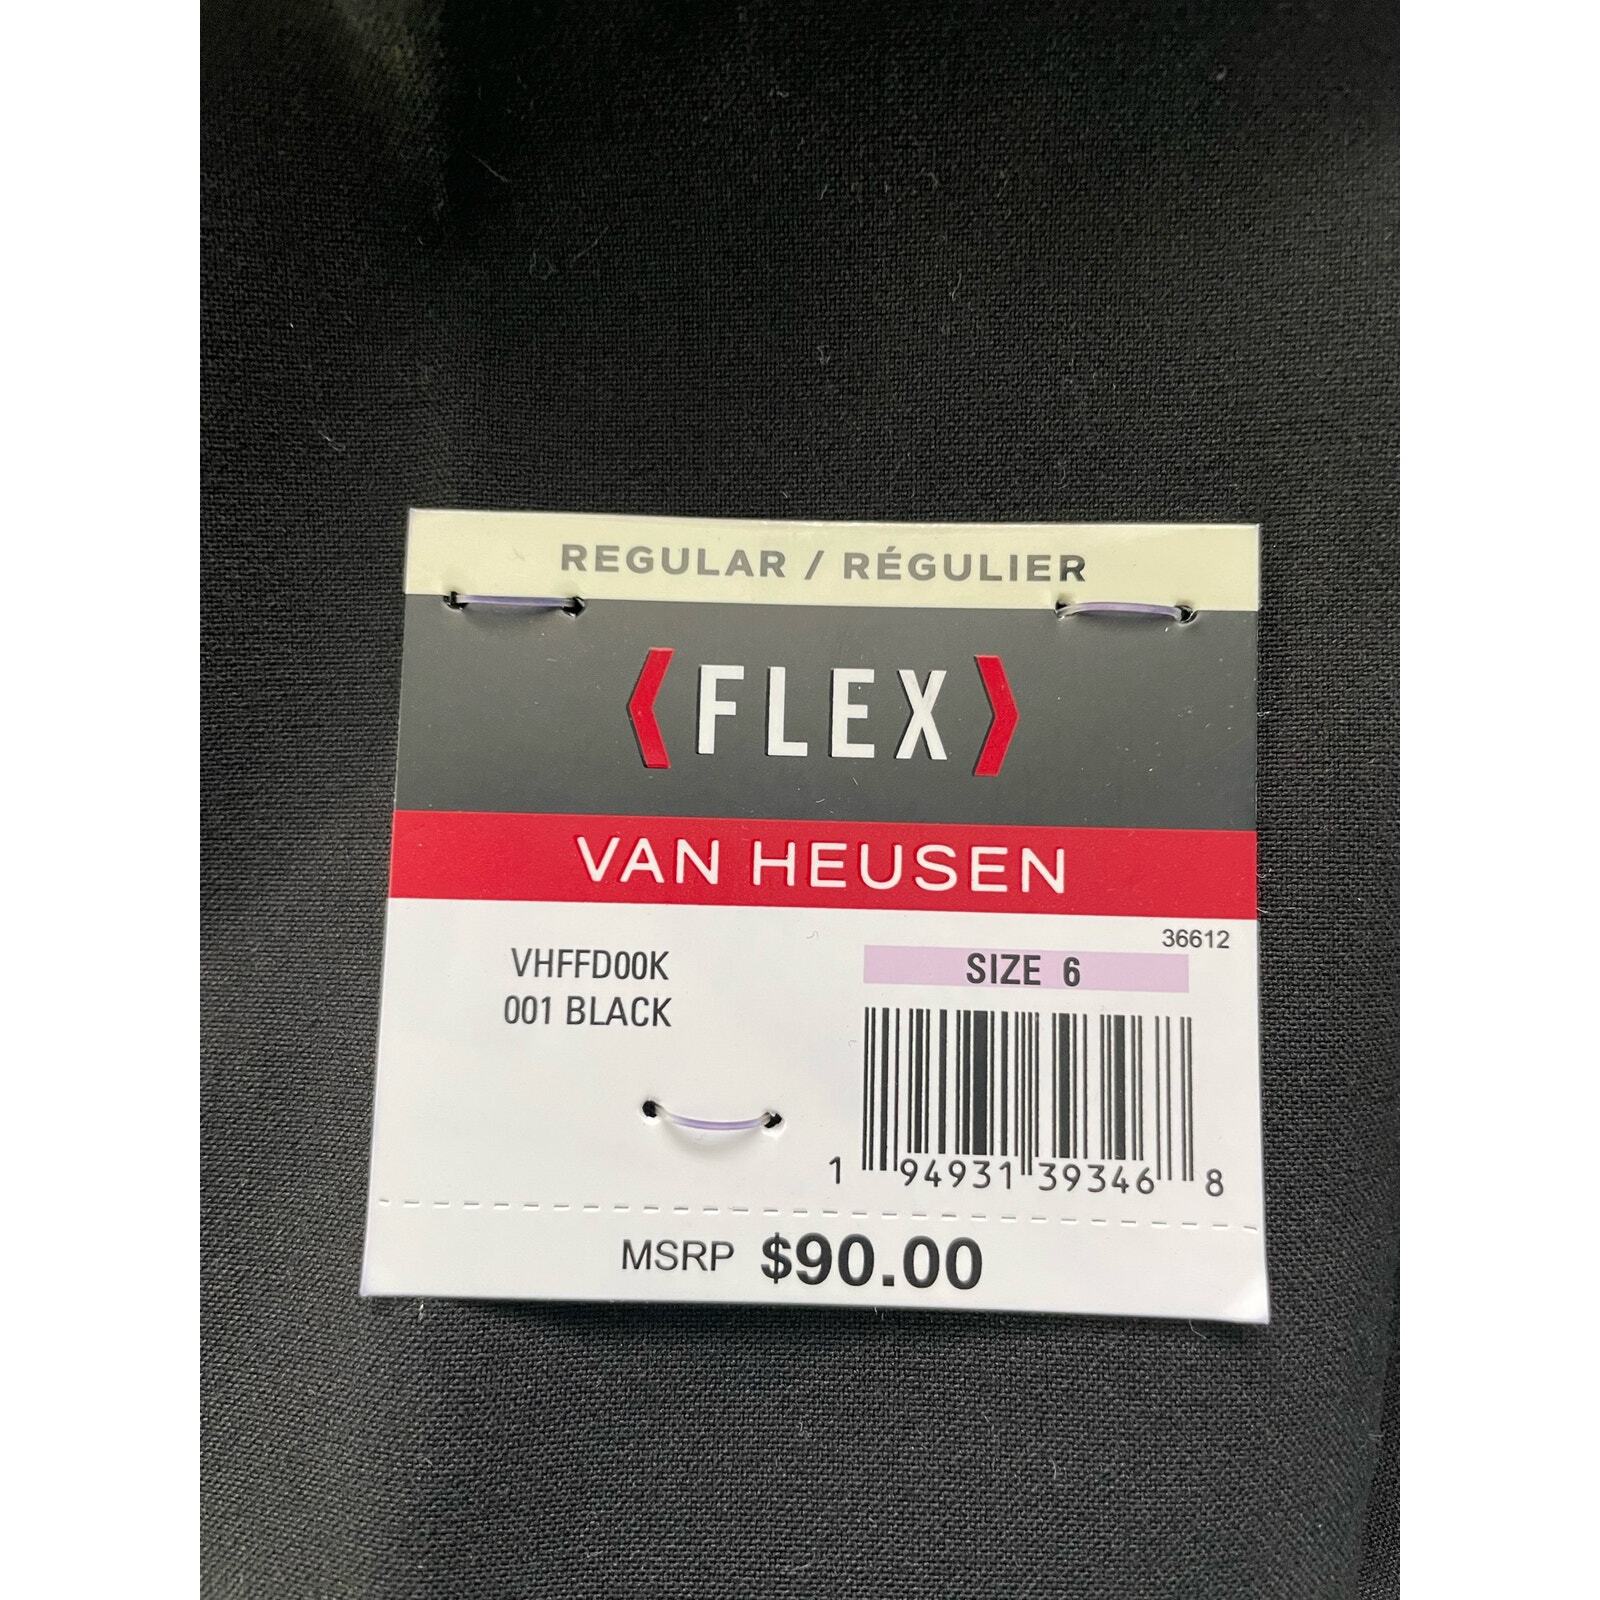 REGULAR / RÉGULIER
FLEX
VAN HEUSEN
36612
VHFFD00K
001 BLACK
SIZE 6
1 94931 39346 8
MSRP $90.00